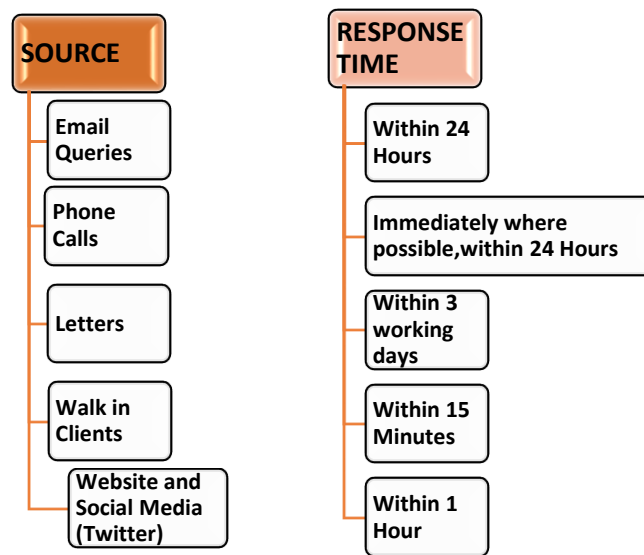 SOURCE
Email
Queries
Phone
Calls
Letters
Walk in
Clients
Website and
Social Media
(Twitter)
RESPONSE
TIME
Within 24
Hours
Immediately where
possible,within 24 Hours
Within 3
working
days
Within 15
Minutes
Within 1
Hour